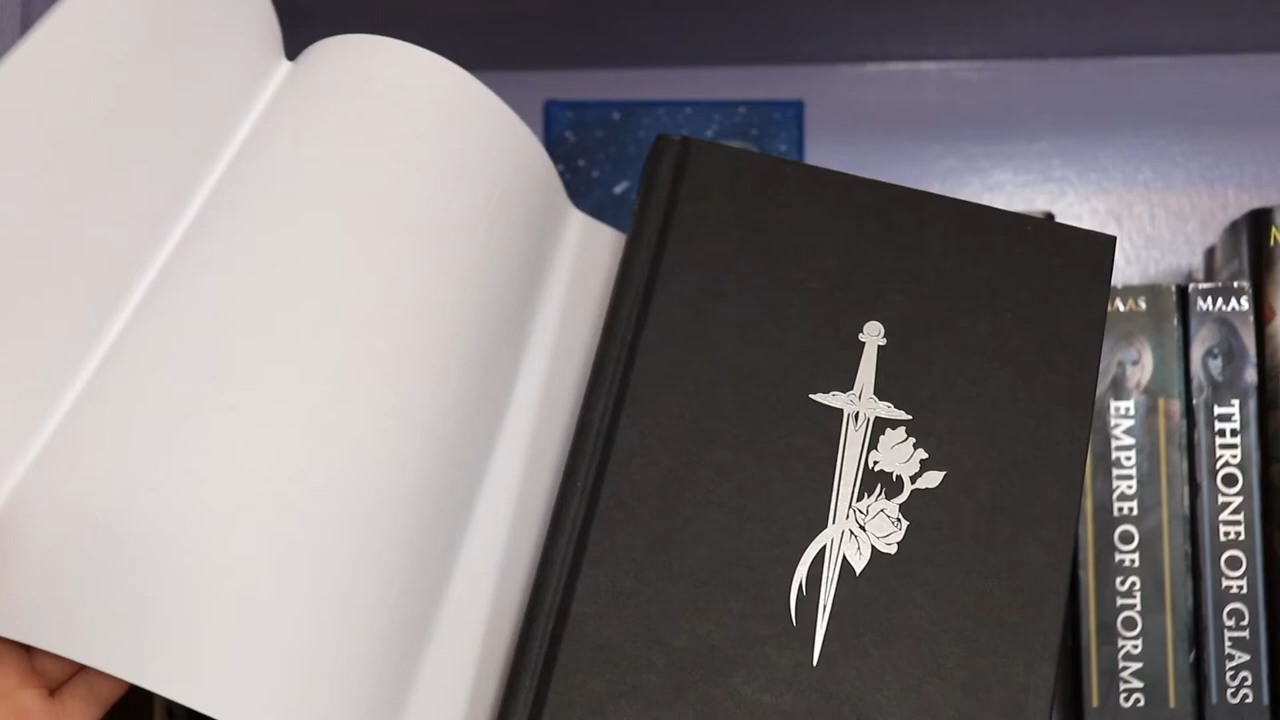 MAAS
EMPIRE OF STORMS
MAAS
THRONE OF GLASS
N